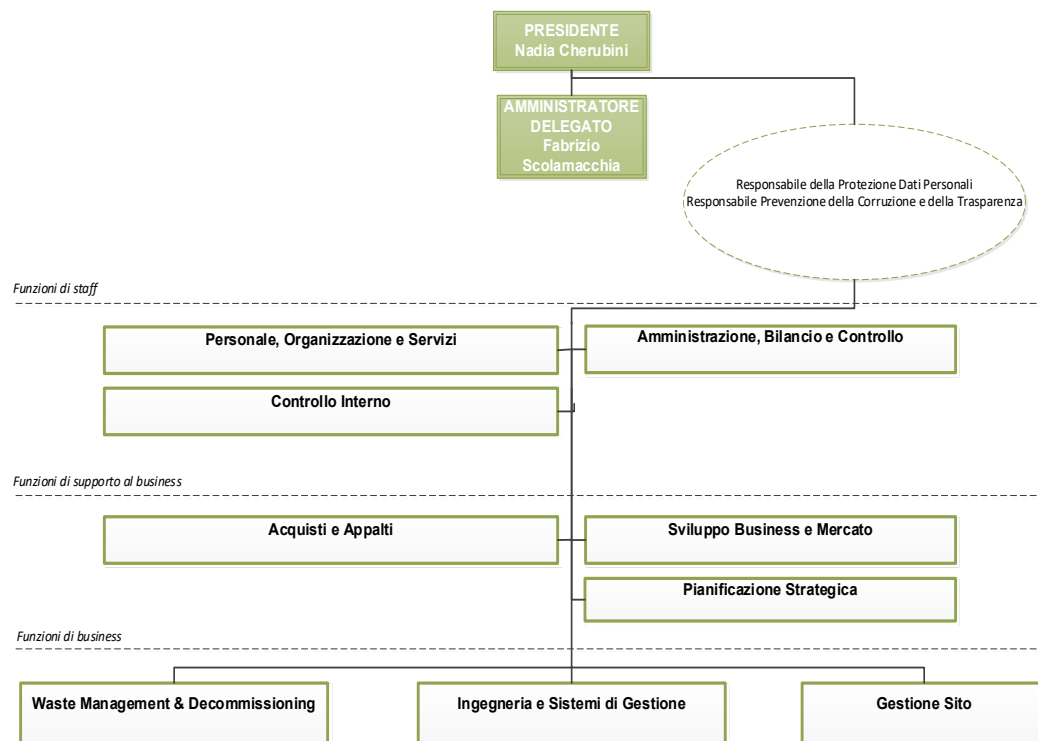 PRESIDENTE
Nadia Cherubini
AMMINISTRATORE
DELEGATO
Fabrizio
Scolamacchia
Responsabile della Protezione Dati Personali
Responsabile Prevenzione della Corruzione e della Trasparenza
Funzioni di staff
Personale, Organizzazione e Servizi
Amministrazione, Bilancio e Controllo
Controllo Interno
Funzioni di supporto al business
Acquisti e Appalti
Sviluppo Business e Mercato
Pianificazione Strategica
Funzioni di business
Waste Management & Decommissioning
Ingegneria e Sistemi di Gestione
Gestione Sito